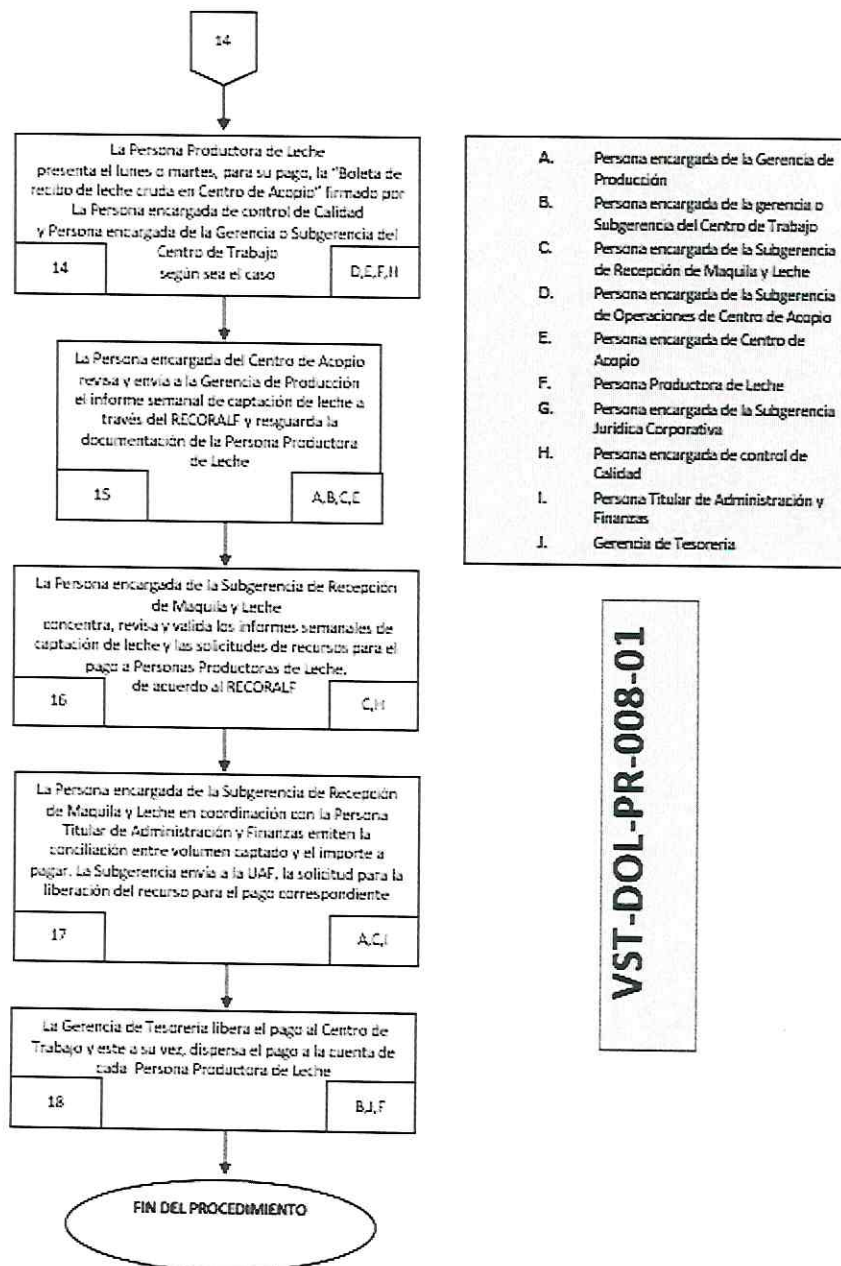 14
La Persona Productora de Leche
presenta el lunes o martes, para su pago, la "Boleta de
recibo de leche cruda en Centro de Acopio" firmado por
La Persona encargada de control de Calidad
y Persona encargada de la Gerencia o Subgerencia del
Centro de Trabajo
según sea el caso
14
D,E,F,H
La Persona encargada del Centro de Acopio
revisa y envía a la Gerencia de Producción
el informe semanal de captación de leche a
través del RECORALF y resguarda la
documentación de la Persona Productora
de Leche
15
A,B,C,E
La Persona encargada de la Subgerencia de Recepción
de Maquila y Leche
concentra, revisa y valida los informes semanales de
captación de leche y las solicitudes de recursos para el
pago a Personas Productoras de Leche,
de acuerdo al RECORALF
16
C,H
La Persona encargada de la Subgerencia de Recepción
de Maquila y Leche en coordinación con la Persona
Titular de Administración y Finanzas emiten la
conciliación entre volumen captado y el importe a
pagar. La Subgerencia envía a la UAF, la solicitud para la
liberación del recurso para el pago correspondiente
17
A,C,I
La Gerencia de Tesorería libera el pago al Centro de
Trabajo y este a su vez, dispersa el pago a la cuenta de
cada Persona Productora de Leche
18
B,J,F
FIN DEL PROCEDIMIENTO
A. Persona encargada de la Gerencia de
Producción
B. Persona encargada de la gerencia o
Subgerencia del Centro de Trabajo
C. Persona encargada de la Subgerencia
de Recepción de Maquila y Leche
D. Persona encargada de la Subgerencia
de Operaciones de Centro de Acopio
E. Persona encargada de Centro de
Acopio
F. Persona Productora de Leche
G. Persona encargada de la Subgerencia
Jurídica Corporativa
H. Persona encargada de control de
Calidad
I. Persona Titular de Administración y
Finanzas
J. Gerencia de Tesorería
VST-DOL-PR-008-01